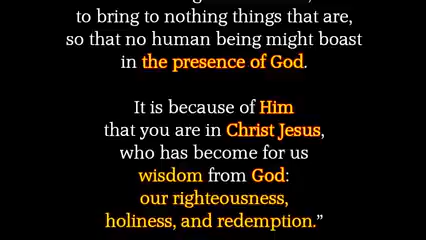 to bring to nothing things that are,
so that no human being might boast
in the presence of God.
It is because of Him
that you are in Christ Jesus,
who has become for us
wisdom from God:
our righteousness,
holiness, and redemption.”